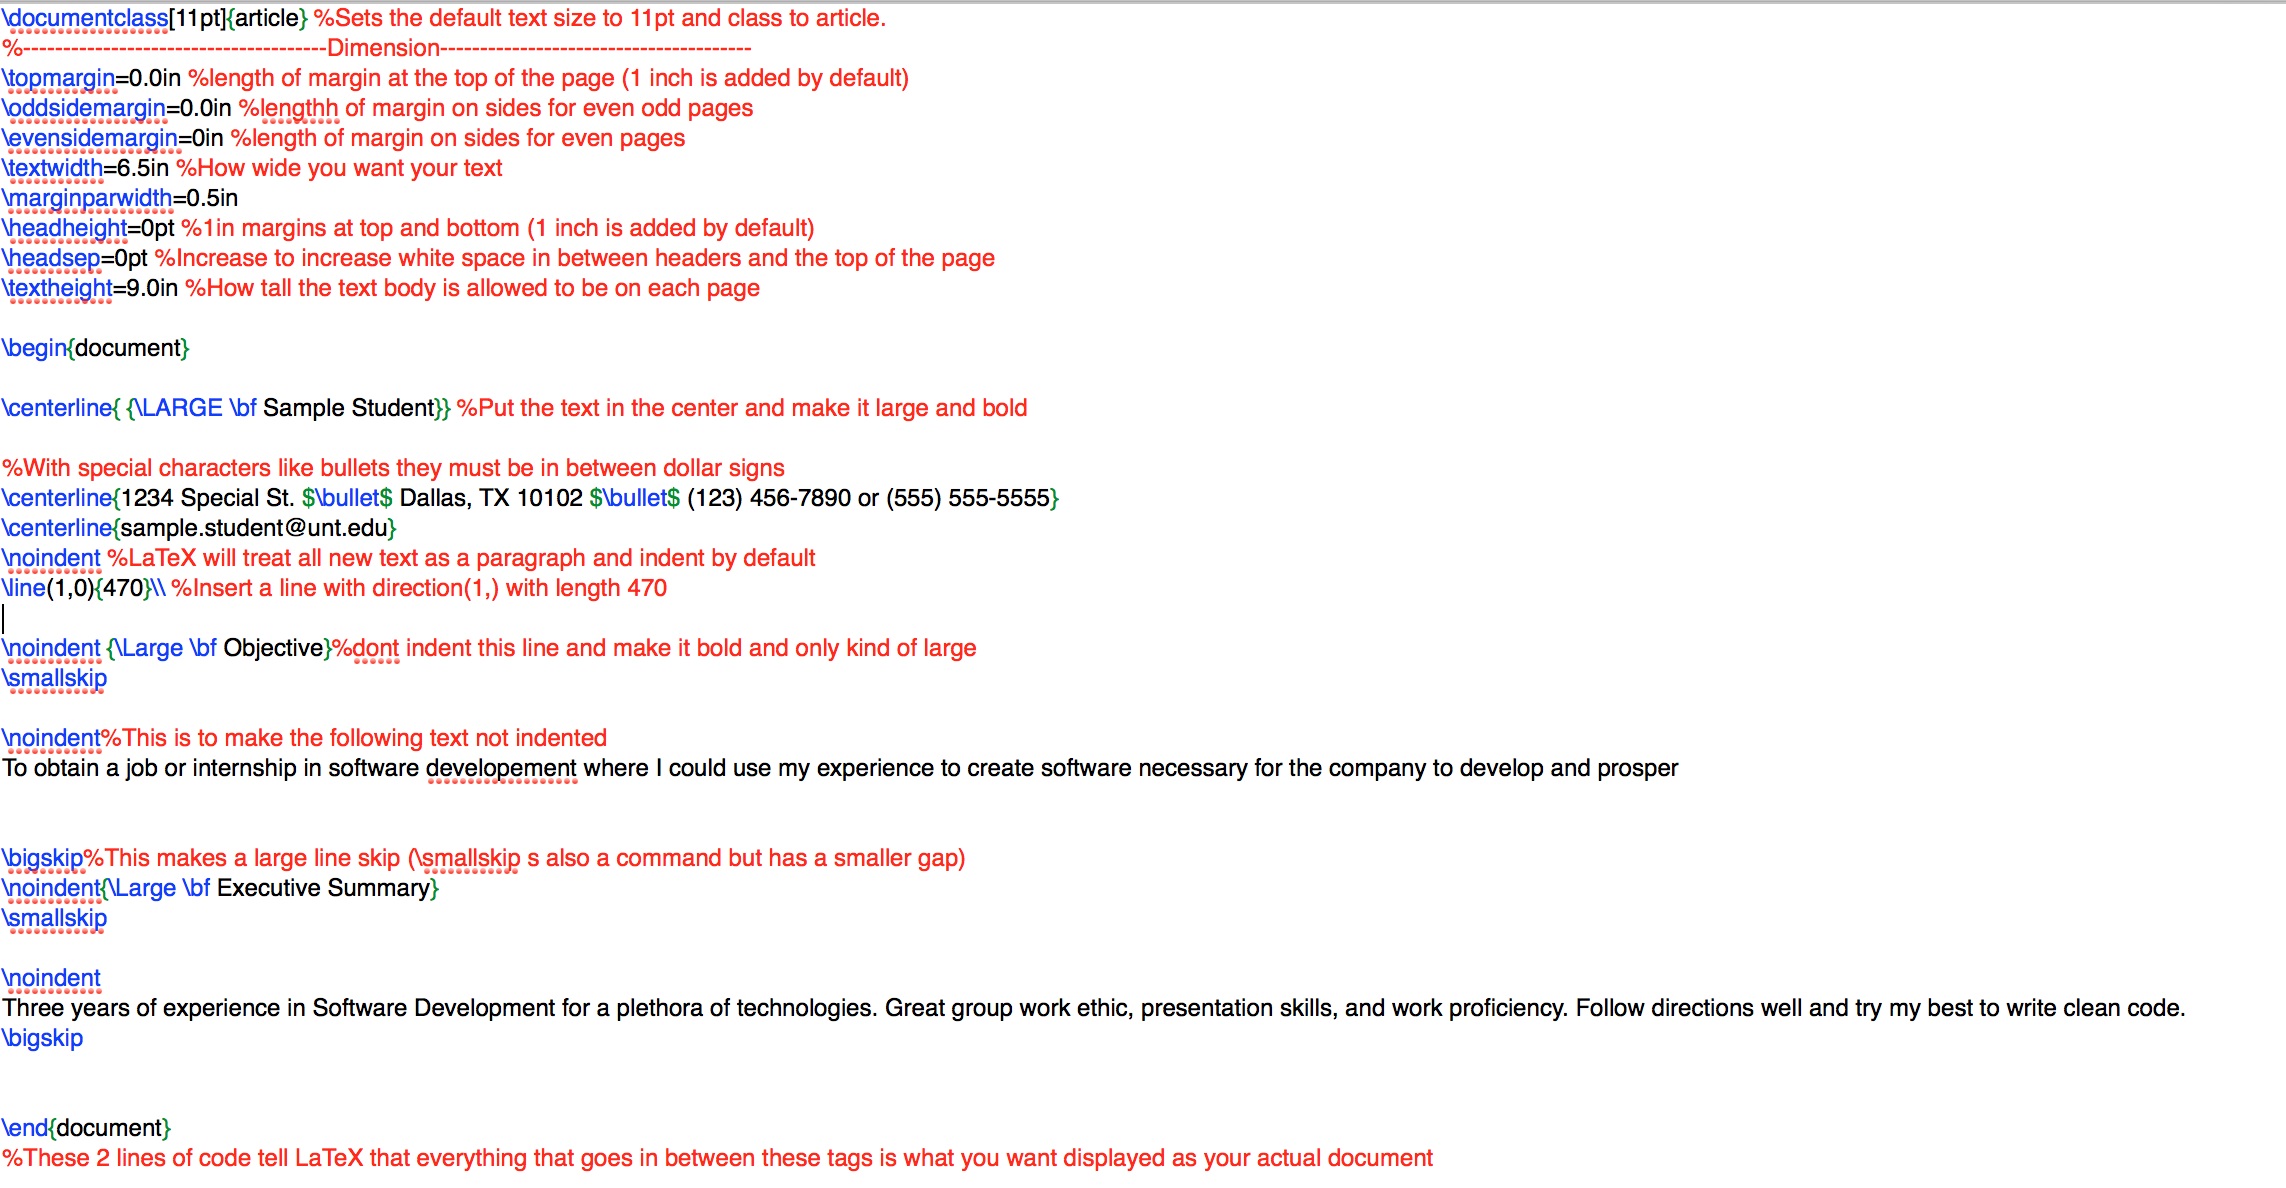 \documentclass[11pt]{article} %Sets the default text size to 11pt and class to article.
%--------------------------------------Dimension---------------------------------------
\topmargin=0.0in %length of margin at the top of the page (1 inch is added by default)
\oddsidemargin=0.0in %lengthh of margin on sides for even odd pages
\evensidemargin=0in %length of margin on sides for even pages
\textwidth=6.5in %How wide you want your text
\marginparwidth=0.5in
\headheight=0pt %1in margins at top and bottom (1 inch is added by default)
\headsep=0pt %Increase to increase white space in between headers and the top of the page
\textheight=9.0in %How tall the text body is allowed to be on each page
\begin{document}
\centerline{ {\LARGE \bf Sample Student}} %Put the text in the center and make it large and bold
%With special characters like bullets they must be in between dollar signs
\centerline{1234 Special St. $\bullet$ Dallas, TX 10102 $\bullet$ (123) 456-7890 or (555) 555-5555}
\centerline{sample.student@unt.edu}
\noindent %LaTeX will treat all new text as a paragraph and indent by default
\line(1,0){470}\\ %Insert a line with direction(1,) with length 470
\noindent {\Large \bf Objective}%dont indent this line and make it bold and only kind of large
\smallskip
\noindent%This is to make the following text not indented
To obtain a job or internship in software developement where I could use my experience to create software necessary for the company to develop and prosper
\bigskip%This makes a large line skip (\smallskip s also a command but has a smaller gap)
\noindent{\Large \bf Executive Summary}
\smallskip
\noindent
Three years of experience in Software Development for a plethora of technologies. Great group work ethic, presentation skills, and work proficiency. Follow directions well and try my best to write clean code.
\bigskip
\end{document}
%These 2 lines of code tell LaTeX that everything that goes in between these tags is what you want displayed as your actual document